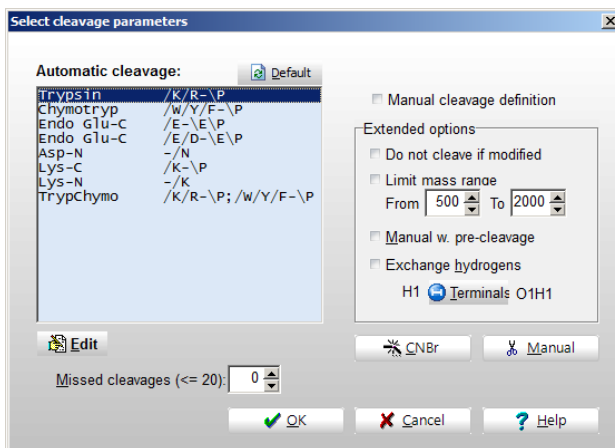 Select cleavage parameters
Automatic cleavage:
Default
Trypsin /K/R-\P
Chymotryp /W/Y/F-\P
Endo Glu-C /E-\E\P
Endo Glu-C /E/D-\E\P
Asp-N -/N
Lys-C /K-\P
Lys-N -/K
TrypChymo /K/R-\P;/W/Y/F-\P
Edit
Missed cleavages (<= 20): 0
Manual cleavage definition
Extended options
Do not cleave if modified
Limit mass range
From 500 To 2000
Manual w. pre-cleavage
Exchange hydrogens
H1 Terminals O1H1
CNBr
Manual
OK
Cancel
? Help